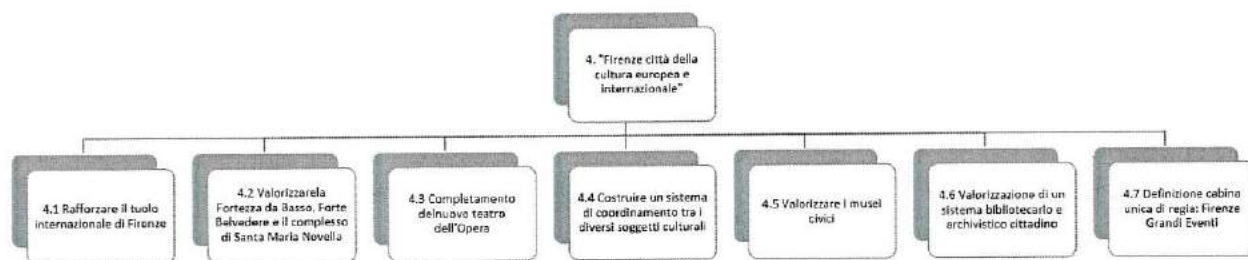 4. "Firenze città della
cultura europea e
internazionale"
4.1 Rafforzare il tuolo
internazionale di Firenze
4.2 Valorizzarela
Fortezza da Basso, Forte
Belvedere e il complesso
di Santa Maria Novella
4.3 Completamento
delnuovo teatro
dell'Opera
4.4 Costruire un sistema
di coordinamento tra i
diversi soggetti culturali
4.5 Valorizzare i musei
civici
4.6 Valorizzazione di un
sistema bibliotecario e
archivistico cittadino
4.7 Definizione cabina
unica di regia: Firenze
Grandi Eventi